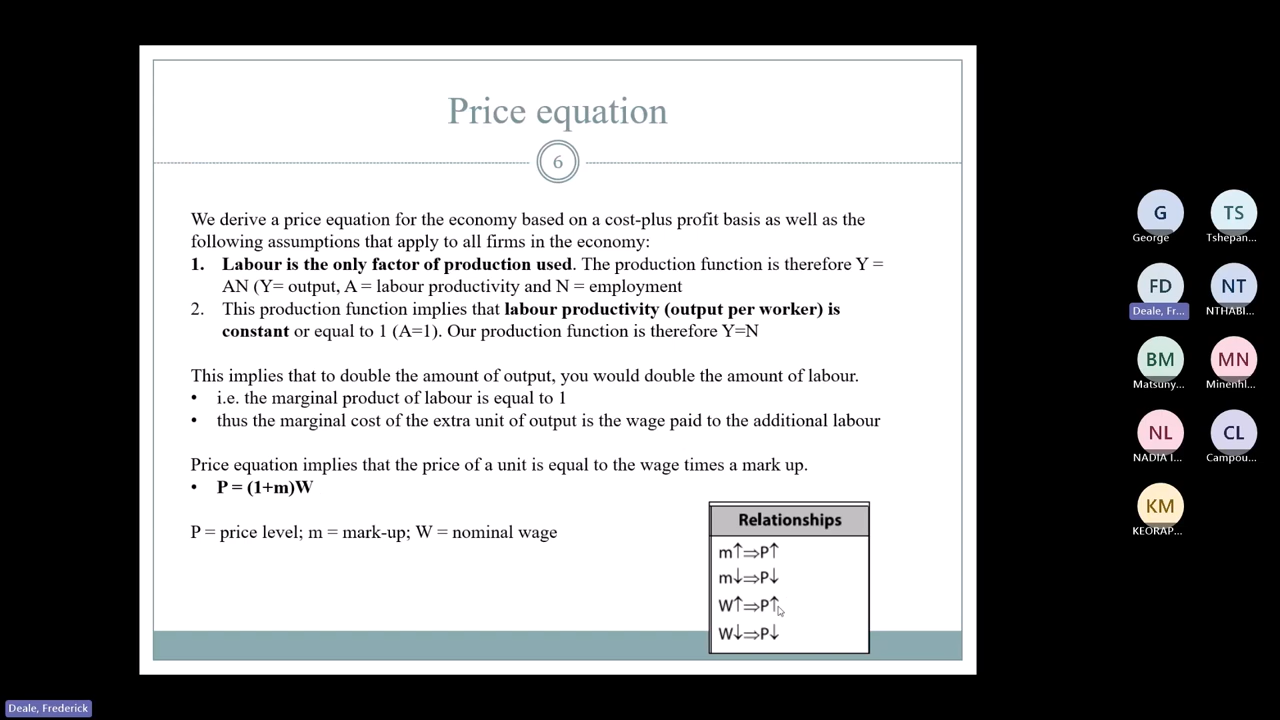 Price equation
6
We derive a price equation for the economy based on a cost-plus profit basis as well as the
following assumptions that apply to all firms in the economy:
1. Labour is the only factor of production used. The production function is therefore Y =
AN (Y= output, A = labour productivity and N = employment
2. This production function implies that labour productivity (output per worker) is
constant or equal to 1 (A=1). Our production function is therefore Y=N
This implies that to double the amount of output, you would double the amount of labour.
• i.e. the marginal product of labour is equal to 1
• thus the marginal cost of the extra unit of output is the wage paid to the additional labour
Price equation implies that the price of a unit is equal to the wage times a mark up.
• P = (1+m)W
P = price level; m = mark-up; W = nominal wage
Relationships
m↑⇒P↑
m↓⇒P↓
W↑⇒P↑
W↓⇒P↓
G
George
TS
Tshepan...
FD
Deale, Fr...
NT
NTHABI...
BM
Matsuny...
MN
Minenhl...
NL
NADIA I...
CL
Campou...
KM
KEORAP...
Deale, Frederick